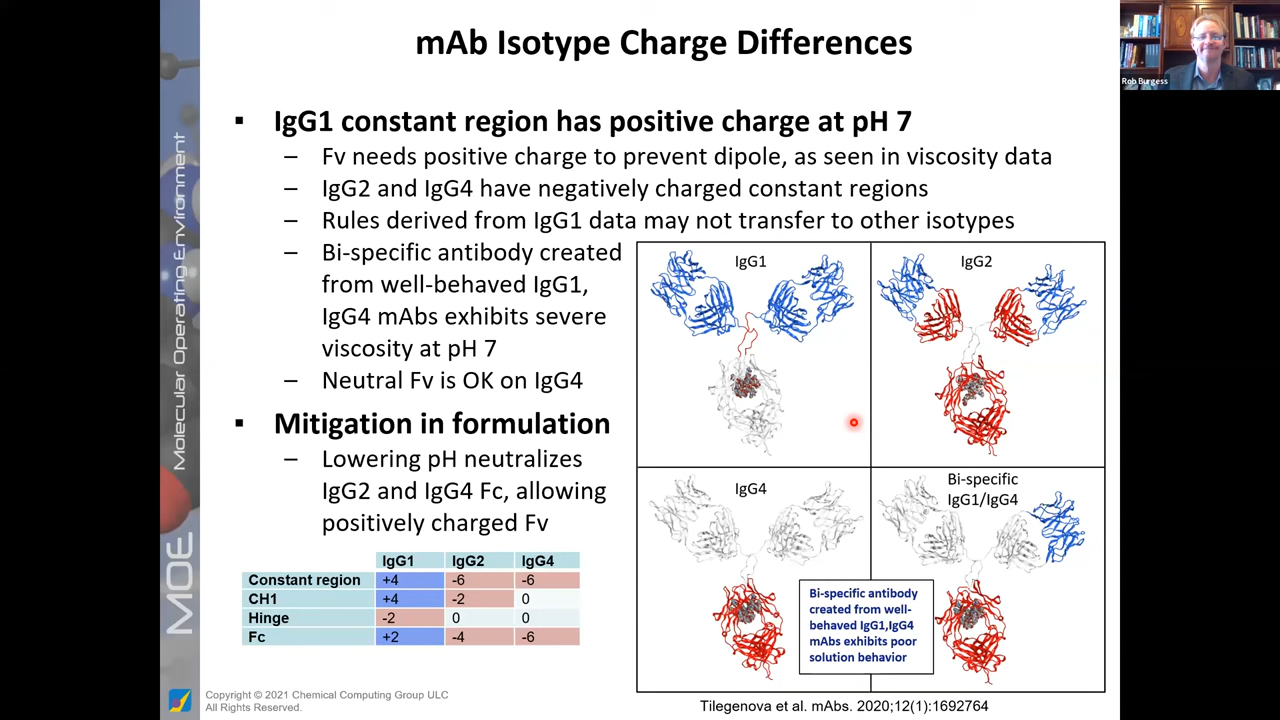 mAb Isotype Charge Differences
Rob Burgess
▪ IgG1 constant region has positive charge at pH 7
– Fv needs positive charge to prevent dipole, as seen in viscosity data
– IgG2 and IgG4 have negatively charged constant regions
– Rules derived from IgG1 data may not transfer to other isotypes
– Bi-specific antibody created
from well-behaved IgG1,
IgG4 mAbs exhibits severe
viscosity at pH 7
– Neutral Fv is OK on IgG4
▪ Mitigation in formulation
– Lowering pH neutralizes
IgG2 and IgG4 Fc, allowing
positively charged Fv
IgG1 IgG2 IgG4
Constant region +4 -6 -6
CH1 +4 -2 0
Hinge -2 0 0
Fc +2 -4 -6
IgG1
IgG2
IgG4
Bi-specific
IgG1/IgG4
Bi-specific antibody
created from well-
behaved IgG1,IgG4
mAbs exhibits poor
solution behavior
Tilegenova et al. mAbs. 2020;12(1):1692764
MOE Molecular Operating Environment
Copyright © 2021 Chemical Computing Group ULC
All Rights Reserved.